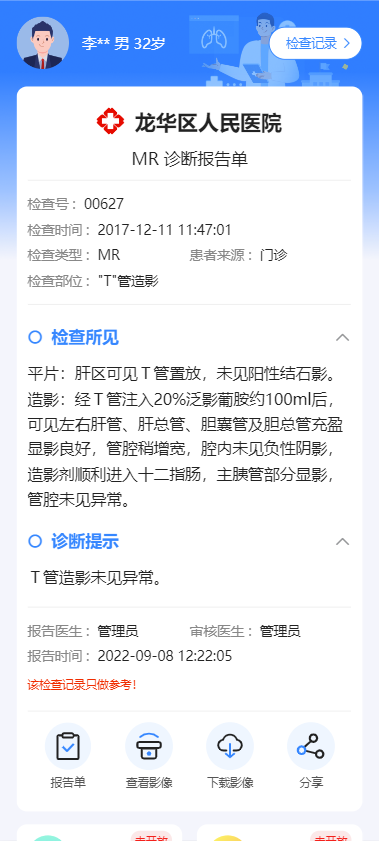 李** 男 32岁
检查记录
龙华区人民医院
MR 诊断报告单
检查号：00627
检查时间：2017-12-11 11:47:01
检查类型：MR 患者来源：门诊
检查部位："T"管造影
检查所见
平片：肝区可见T管置放，未见阳性结石影。
造影：经T管注入20%泛影葡胺约100ml后，
可见左右肝管、肝总管、胆囊管及胆总管充盈
显影良好，管腔稍增宽，腔内未见负性阴影，
造影剂顺利进入十二指肠，主胰管部分显影，
管腔未见异常。
诊断提示
T管造影未见异常。
报告医生：管理员 审核医生：管理员
报告时间：2022-09-08 12:22:05
该检查记录只做参考!
报告单 查看影像 下载影像 分享
未开放 未开放